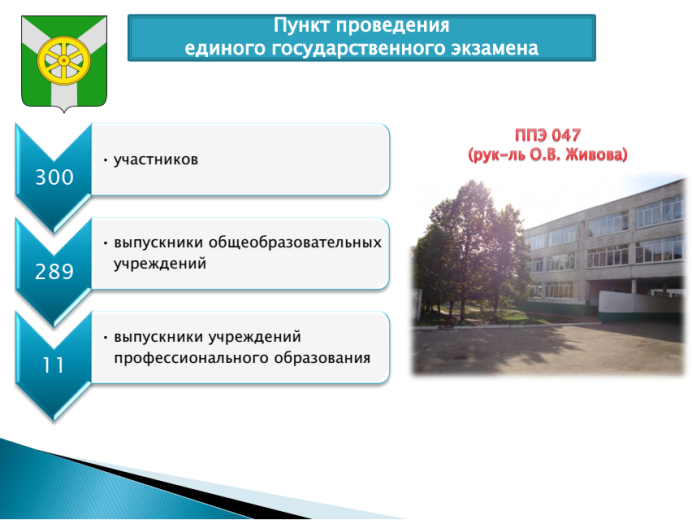 Пункт проведения
единого государственного экзамена
300
• участников
289
• выпускники общеобразовательных
учреждений
11
• выпускники учреждений
профессионального образования
ППЭ 047
(рук-ль О.В. Живова)